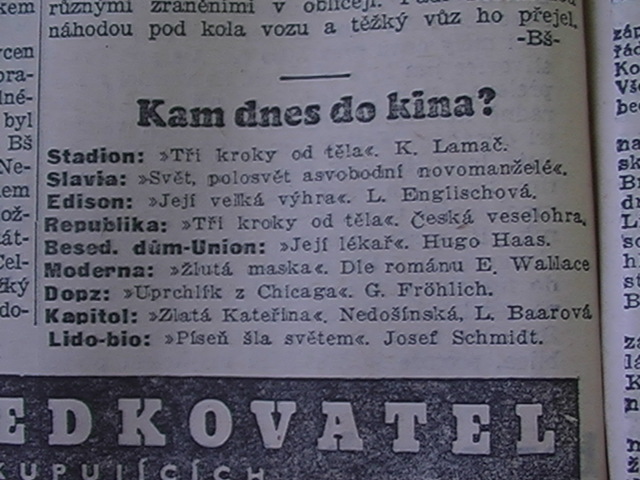 různými zraněními v obličeji.
náhodou pod kola vozu a těžký vůz ho přejel.
-Bš-
Kam dnes do kina?
Stadion: »Tři kroky od těla«. K. Lamač.
Slavia: »Svět, polosvět asvobodní novomanželé«.
Edison: »Její velká výhra«. L. Englischová.
Republika: »Tři kroky od těla«. Česká veselohra.
Besed. dům-Union: »Její lékař«. Hugo Haas.
Moderna: »Žlutá maska«. Dle románu E. Wallace
Dopz: »Uprchlík z Chicaga«. G. Fröhlich.
Kapitol: »Zlatá Kateřina«. Nedošínská, L. Baarová
Lido-bio: »Píseň šla světem«. Josef Schmidt.
EDKOVATEL
KUPUJÍCÍCH